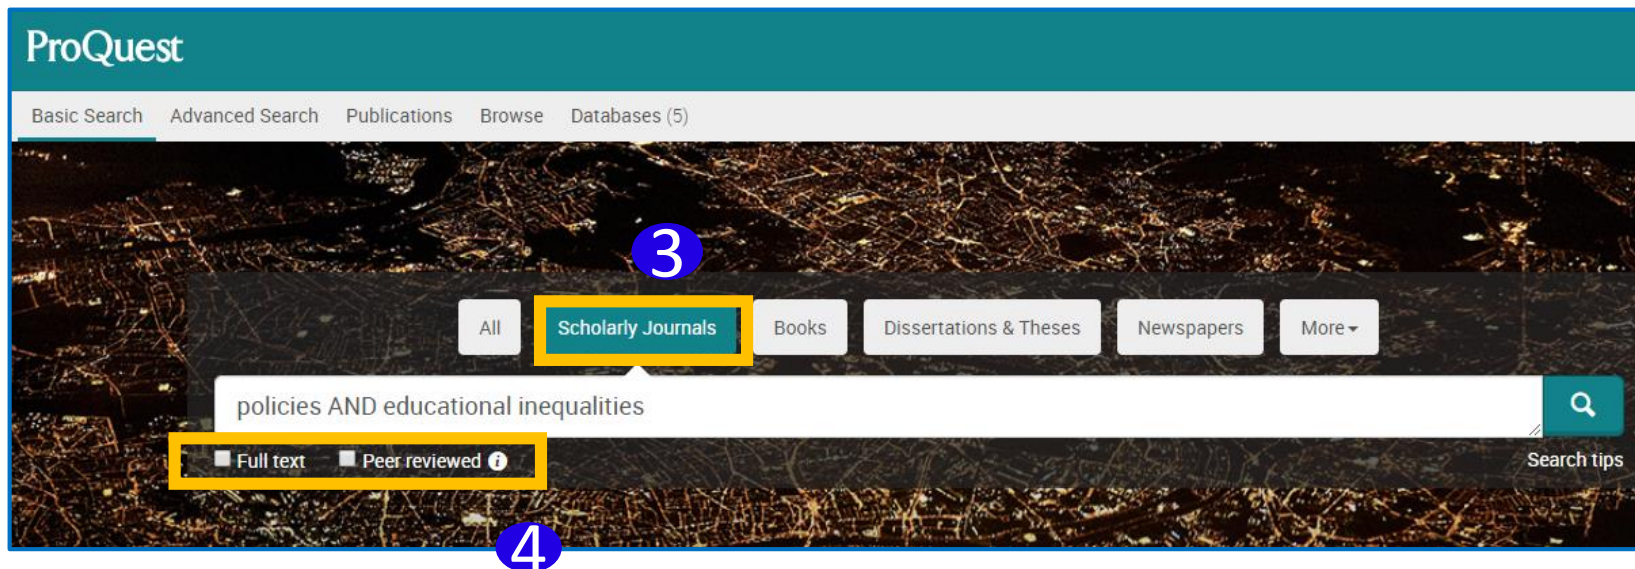 ProQuest
Basic Search Advanced Search Publications Browse Databases (5)
3
All Scholarly Journals Books Dissertations & Theses Newspapers More
policies AND educational inequalities
Full text Peer reviewed i
Search tips
4